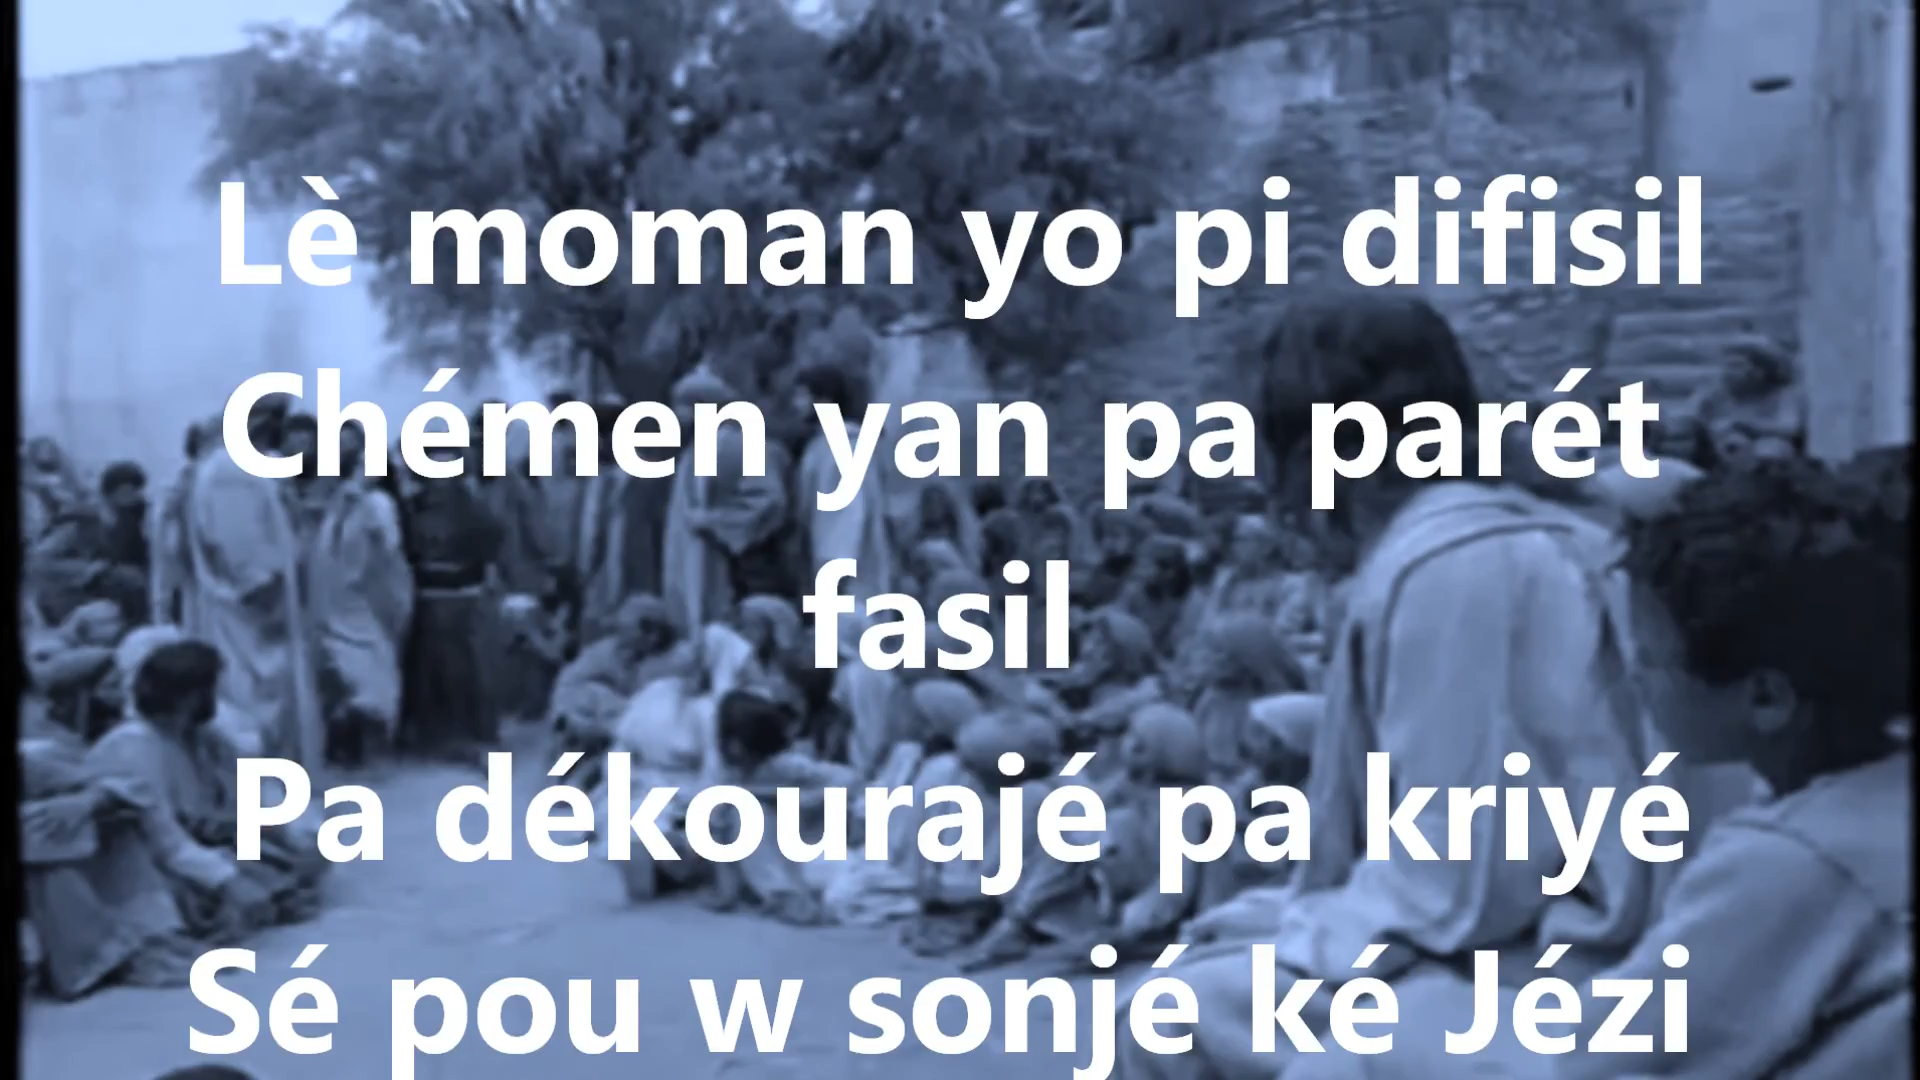 Lè moman yo pi difisil
Chémen yan pa parét
fasil
Pa dékourajé pa kriyé
Sé pou w sonjé ké Jézi